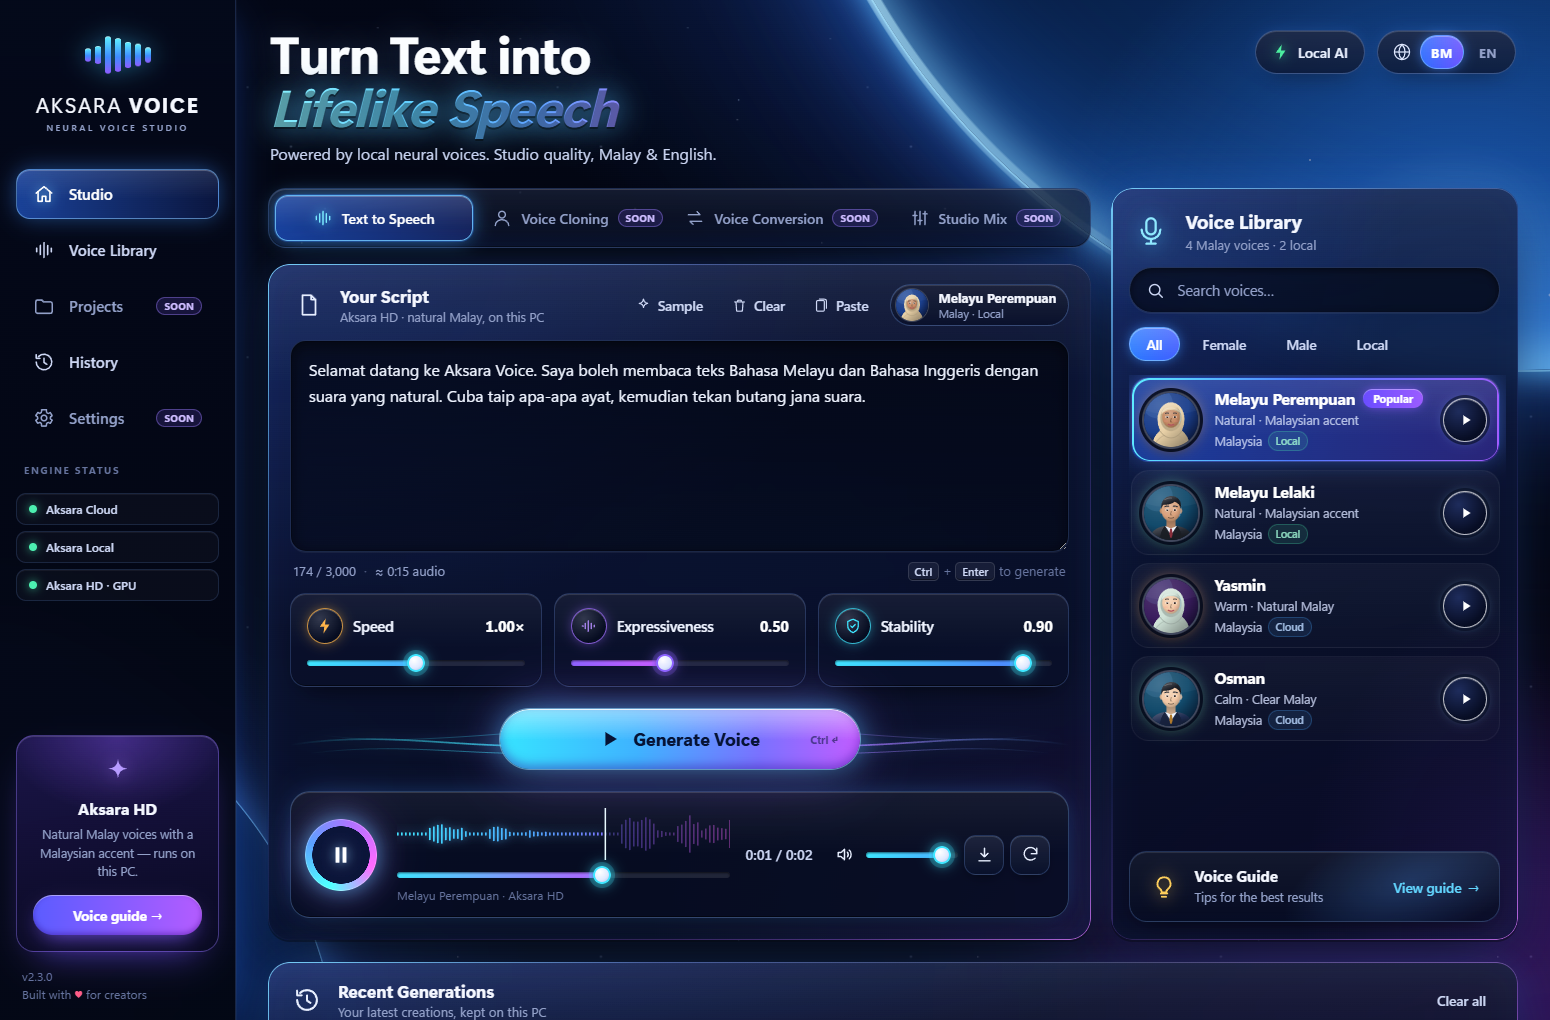 AKSARA VOICE
NEURAL VOICE STUDIO
Studio
Voice Library
Projects SOON
History
Settings SOON
ENGINE STATUS
Aksara Cloud
Aksara Local
Aksara HD · GPU
Aksara HD
Natural Malay voices with a
Malaysian accent — runs on
this PC.
Voice guide →
v2.3.0
Built with ♥ for creators
Turn Text into
Lifelike Speech
Powered by local neural voices. Studio quality, Malay & English.
Local AI
BM EN
Text to Speech
Voice Cloning SOON
Voice Conversion SOON
Studio Mix SOON
Your Script
Aksara HD · natural Malay, on this PC
Sample
Clear
Paste
Melayu Perempuan
Malay · Local
Selamat datang ke Aksara Voice. Saya boleh membaca teks Bahasa Melayu dan Bahasa Inggeris dengan
suara yang natural. Cuba taip apa-apa ayat, kemudian tekan butang jana suara.
174 / 3,000 · ≈ 0:15 audio
Ctrl + Enter to generate
Speed 1.00×
Expressiveness 0.50
Stability 0.90
Generate Voice Ctrl ↵
0:01 / 0:02
Melayu Perempuan · Aksara HD
Voice Library
4 Malay voices · 2 local
Search voices...
All Female Male Local
Melayu Perempuan Popular
Natural · Malaysian accent
Malaysia Local
Melayu Lelaki
Natural · Malaysian accent
Malaysia Local
Yasmin
Warm · Natural Malay
Malaysia Cloud
Osman
Calm · Clear Malay
Malaysia Cloud
Voice Guide
Tips for the best results
View guide →
Recent Generations
Your latest creations, kept on this PC
Clear all